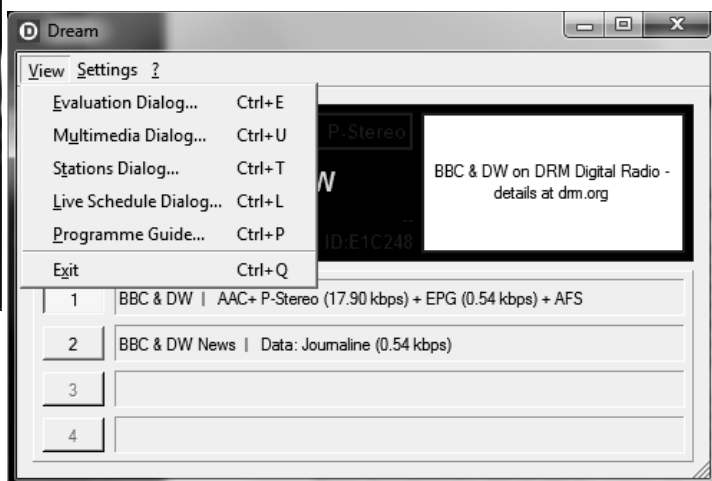 Dream
View Settings ?
Evaluation Dialog... Ctrl+E
Multimedia Dialog... Ctrl+U
Stations Dialog... Ctrl+T
Live Schedule Dialog... Ctrl+L
Programme Guide... Ctrl+P
Exit Ctrl+Q
P-Stereo
W
--
ID:E1C248
BBC & DW on DRM Digital Radio -
details at drm.org
1 BBC & DW | AAC+ P-Stereo (17.90 kbps) + EPG (0.54 kbps) + AFS
2 BBC & DW News | Data: Journaline (0.54 kbps)
3
4